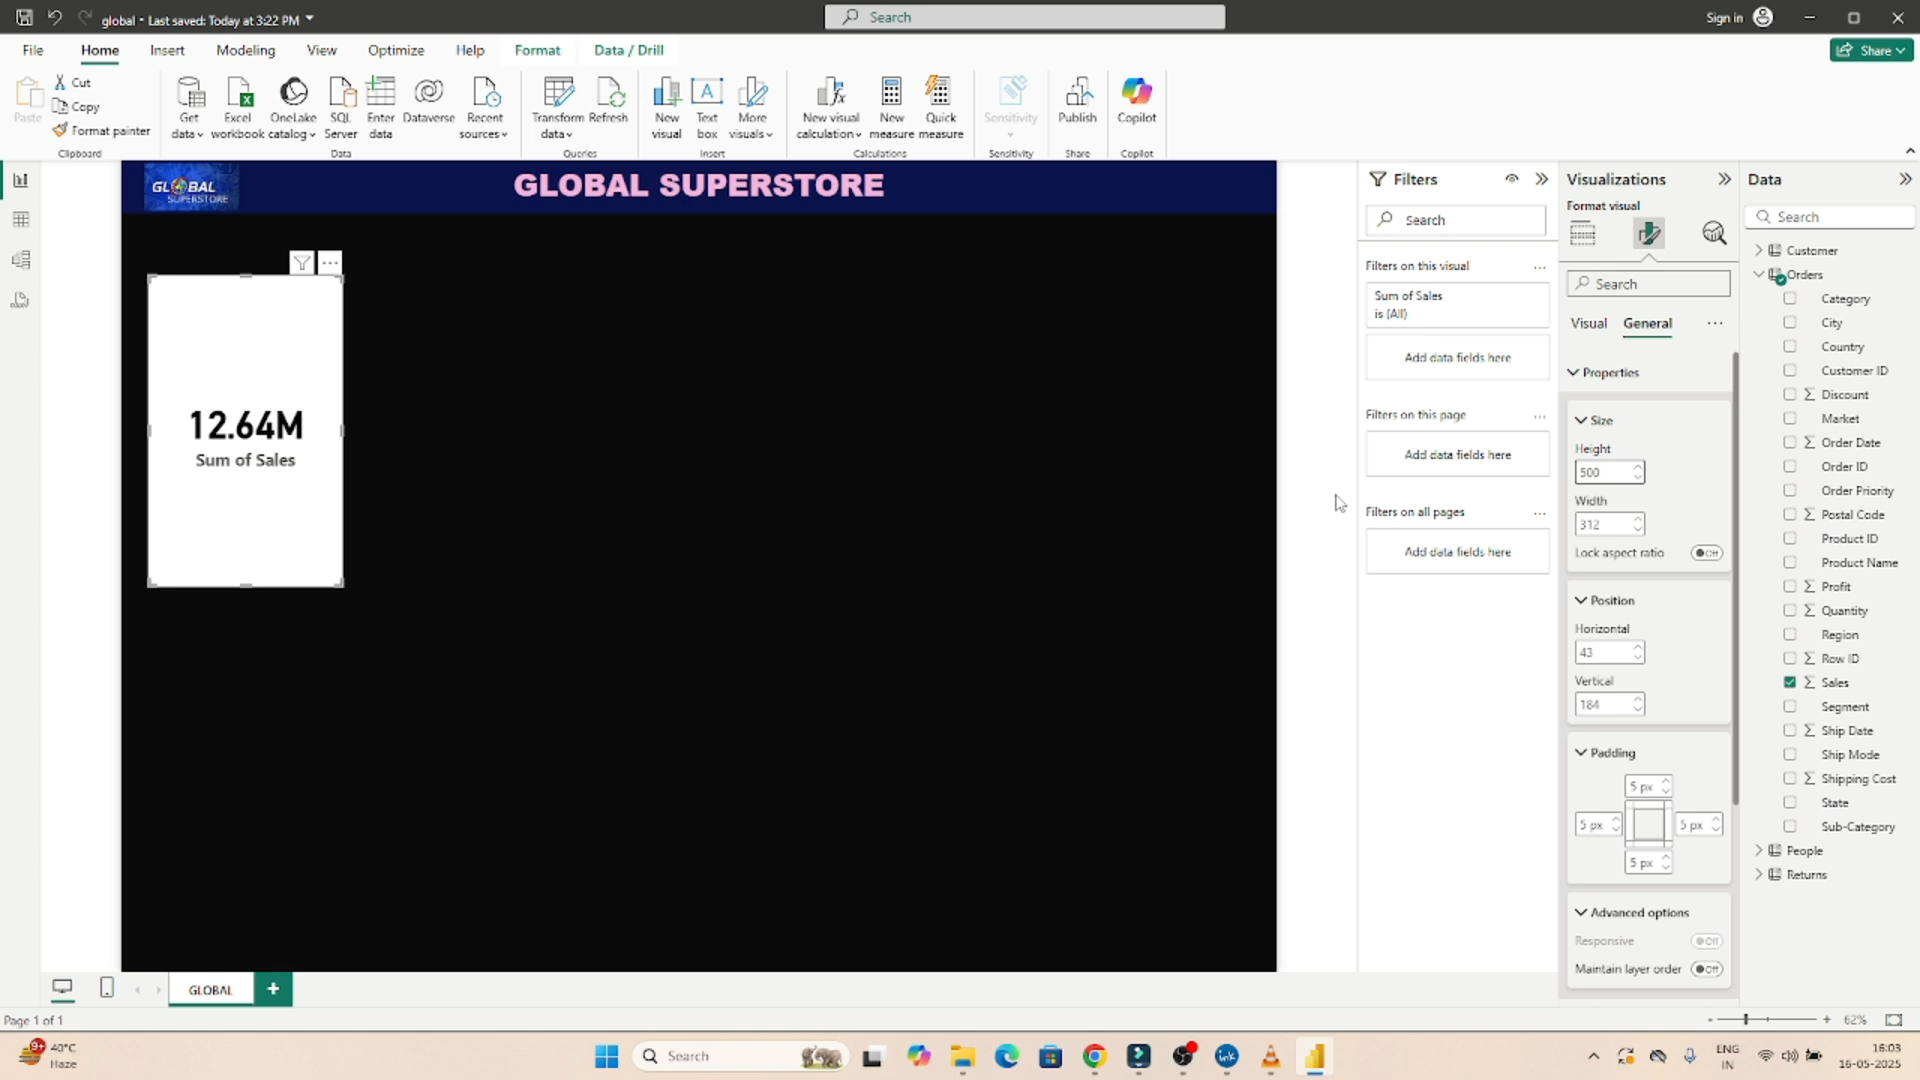 global • Last saved: Today at 3:22 PM
Search
Sign in
File
Home
Insert
Modeling
View
Optimize
Help
Format
Data / Drill
Share
Paste
Cut
Copy
Format painter
Clipboard
Get data
Excel workbook
OneLake catalog
SQL Server
Enter data
Dataverse
Recent sources
Data
Transform data
Refresh
Queries
New visual
Text box
More visuals
Insert
New visual calculation
New measure
Quick measure
Calculations
Sensitivity
Sensitivity
Publish
Share
Copilot
Copilot
GLOBAL
SUPERSTORE
GLOBAL SUPERSTORE
12.64M
Sum of Sales
Filters
Search
Filters on this visual
Sum of Sales
is (All)
Add data fields here
Filters on this page
Add data fields here
Filters on all pages
Add data fields here
Visualizations
Format visual
Search
Visual
General
Properties
Size
Height
500
Width
312
Lock aspect ratio
Off
Position
Horizontal
43
Vertical
184
Padding
5 px
5 px
5 px
5 px
Advanced options
Responsive
Off
Maintain layer order
Off
Data
Search
Customer
Orders
Category
City
Country
Customer ID
Discount
Market
Order Date
Order ID
Order Priority
Postal Code
Product ID
Product Name
Profit
Quantity
Region
Row ID
Sales
Segment
Ship Date
Ship Mode
Shipping Cost
State
Sub-Category
People
Returns
GLOBAL
Page 1 of 1
62%
9+
40°C
Haze
Search
ink
ENG
IN
16:03
16-05-2025